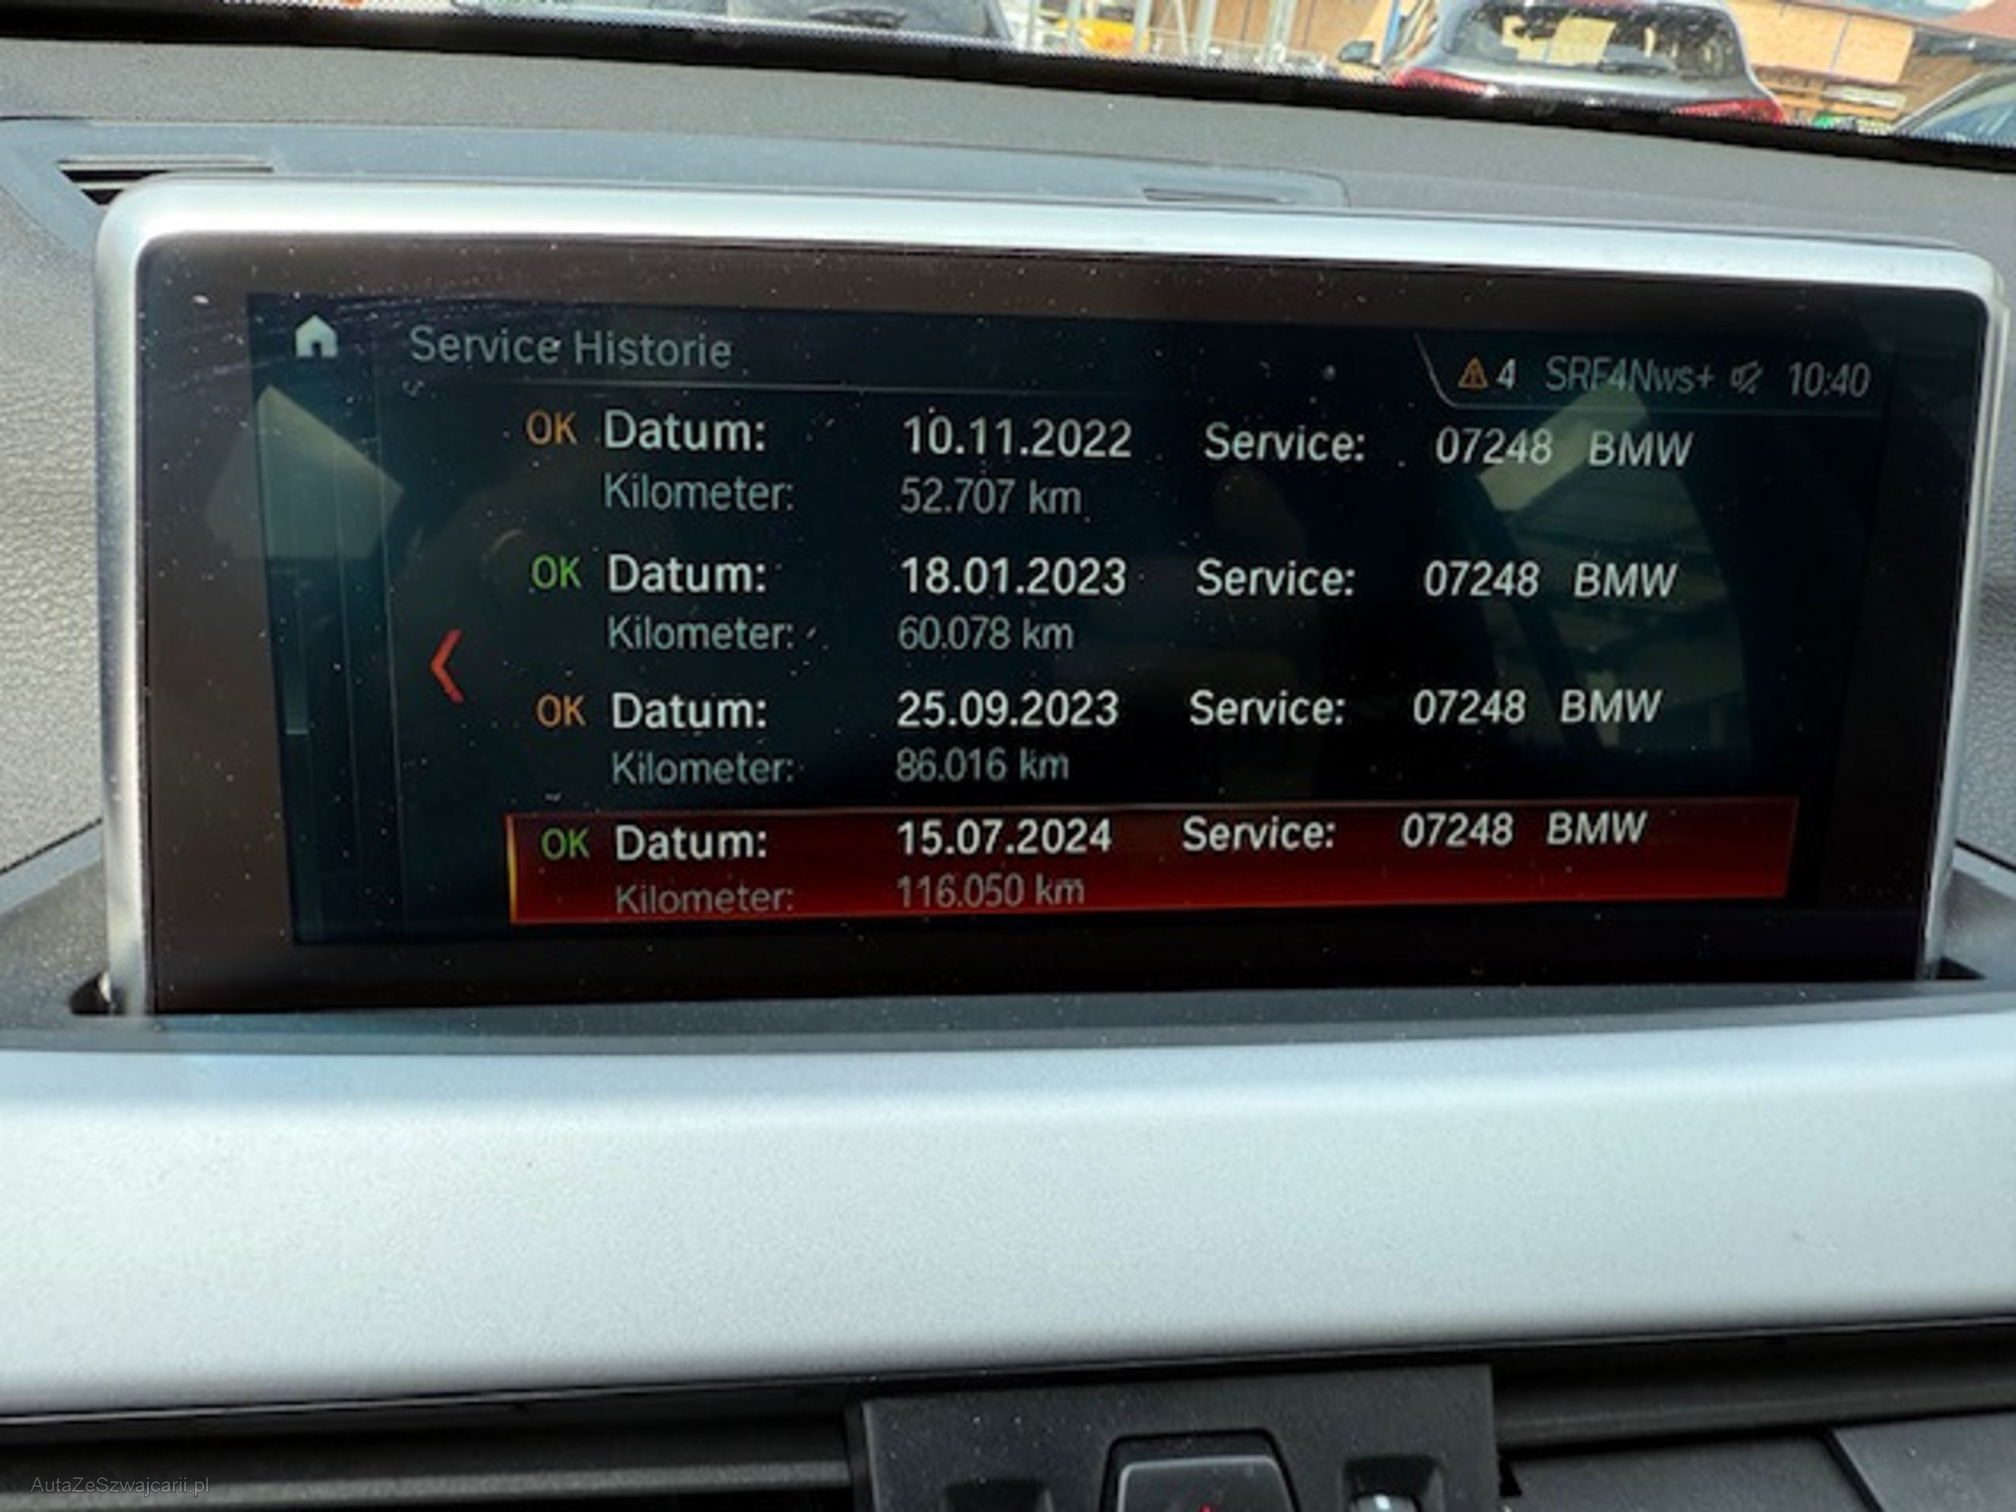 Service Historie
4 SRF4Nws+ 10:40
OK Datum: 10.11.2022 Service: 07248 BMW
Kilometer: 52.707 km
OK Datum: 18.01.2023 Service: 07248 BMW
Kilometer: 60.078 km
OK Datum: 25.09.2023 Service: 07248 BMW
Kilometer: 86.016 km
OK Datum: 15.07.2024 Service: 07248 BMW
Kilometer: 116.050 km
AutaZeSzwajcarii.pl